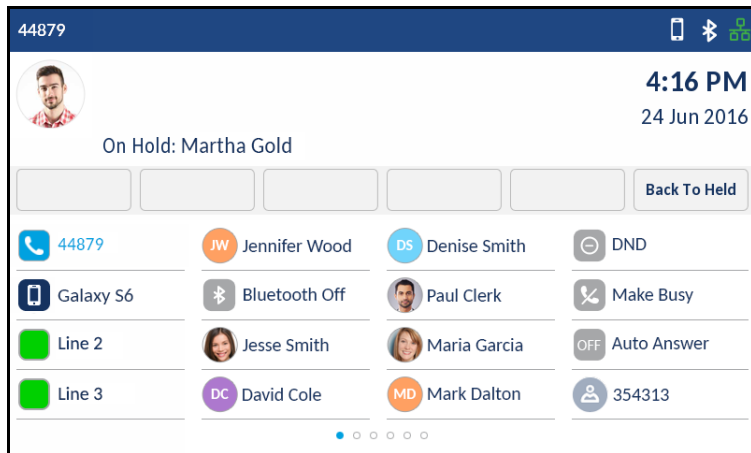 44879
4:16 PM
24 Jun 2016
On Hold: Martha Gold
Back To Held
44879
JW Jennifer Wood
DS Denise Smith
DND
Galaxy S6
Bluetooth Off
Paul Clerk
Make Busy
Line 2
Jesse Smith
Maria Garcia
OFF Auto Answer
Line 3
DC David Cole
MD Mark Dalton
354313